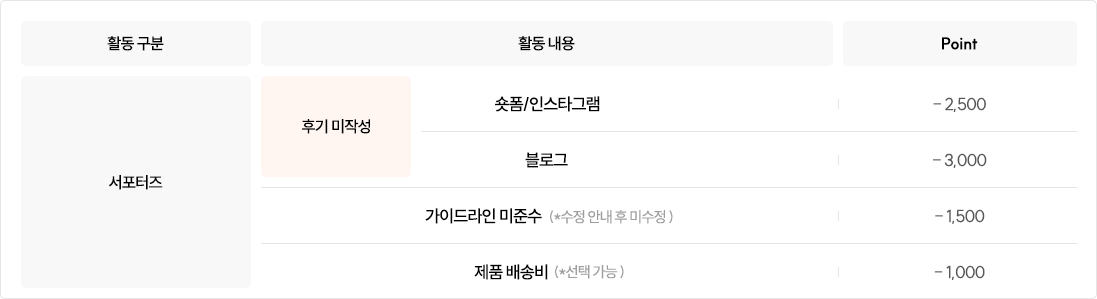 활동 구분 활동 내용 Point
서포터즈 후기 미작성 숏폼/인스타그램 -2,500
블로그 -3,000
가이드라인 미준수 (*수정 안내 후 미수정) -1,500
제품 배송비 (*선택 가능) -1,000